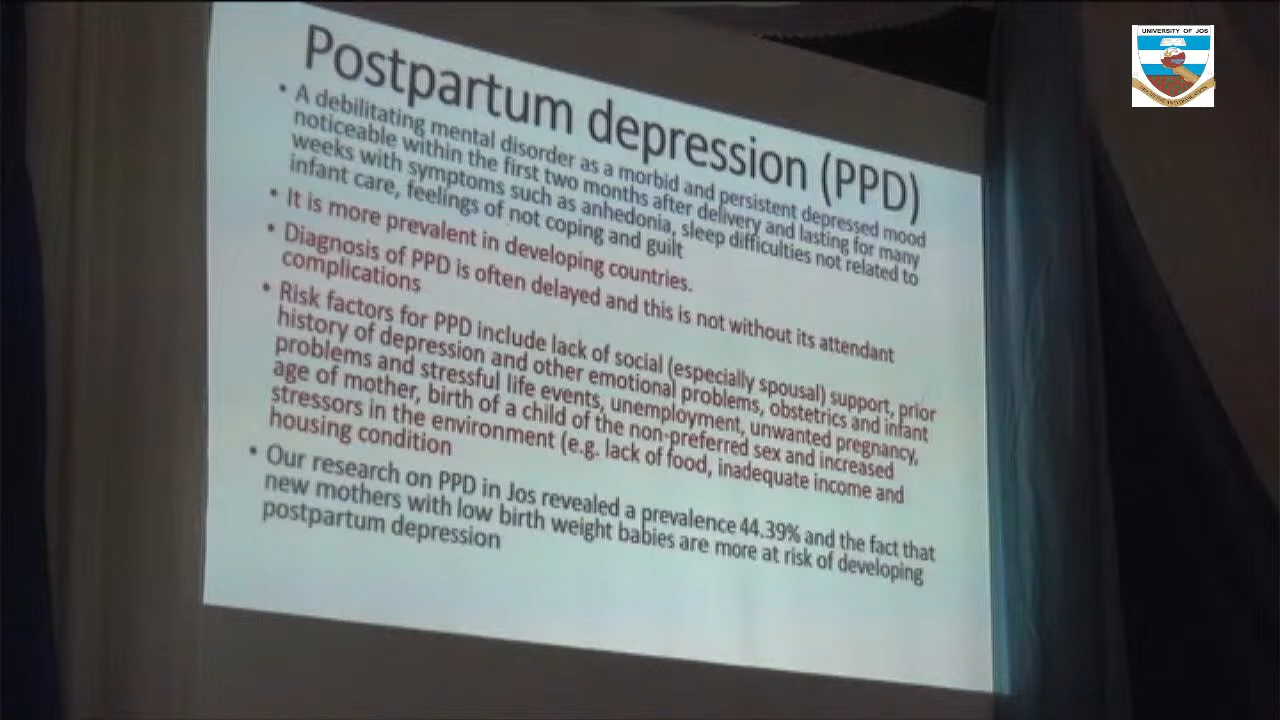 UNIVERSITY OF JOS
Postpartum depression (PPD)
• A debilitating mental disorder as a morbid and persistent depressed mood
noticeable within the first two months after delivery and lasting for many
weeks with symptoms such as anhedonia, sleep difficulties not related to
infant care, feelings of not coping and guilt
• It is more prevalent in developing countries.
• Diagnosis of PPD is often delayed and this is not without its attendant
complications
• Risk factors for PPD include lack of social (especially spousal) support, prior
history of depression and other emotional problems, obstetrics and infant
problems and stressful life events, unemployment, unwanted pregnancy,
age of mother, birth of a child of the non-preferred sex and increased
stressors in the environment (e.g. lack of food, inadequate income and
housing condition
• Our research on PPD in Jos revealed a prevalence 44.39% and the fact that
new mothers with low birth weight babies are more at risk of developing
postpartum depression